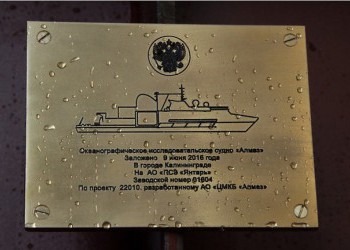 Океанографическое исследовательское судно «Алмаз»
Заложено 9 июня 2016 года
В городе Калининграде
На АО «ПСЗ «Янтарь»
Заводской номер 01604
По проекту 22010, разработанному АО «ЦМКБ «Алмаз»